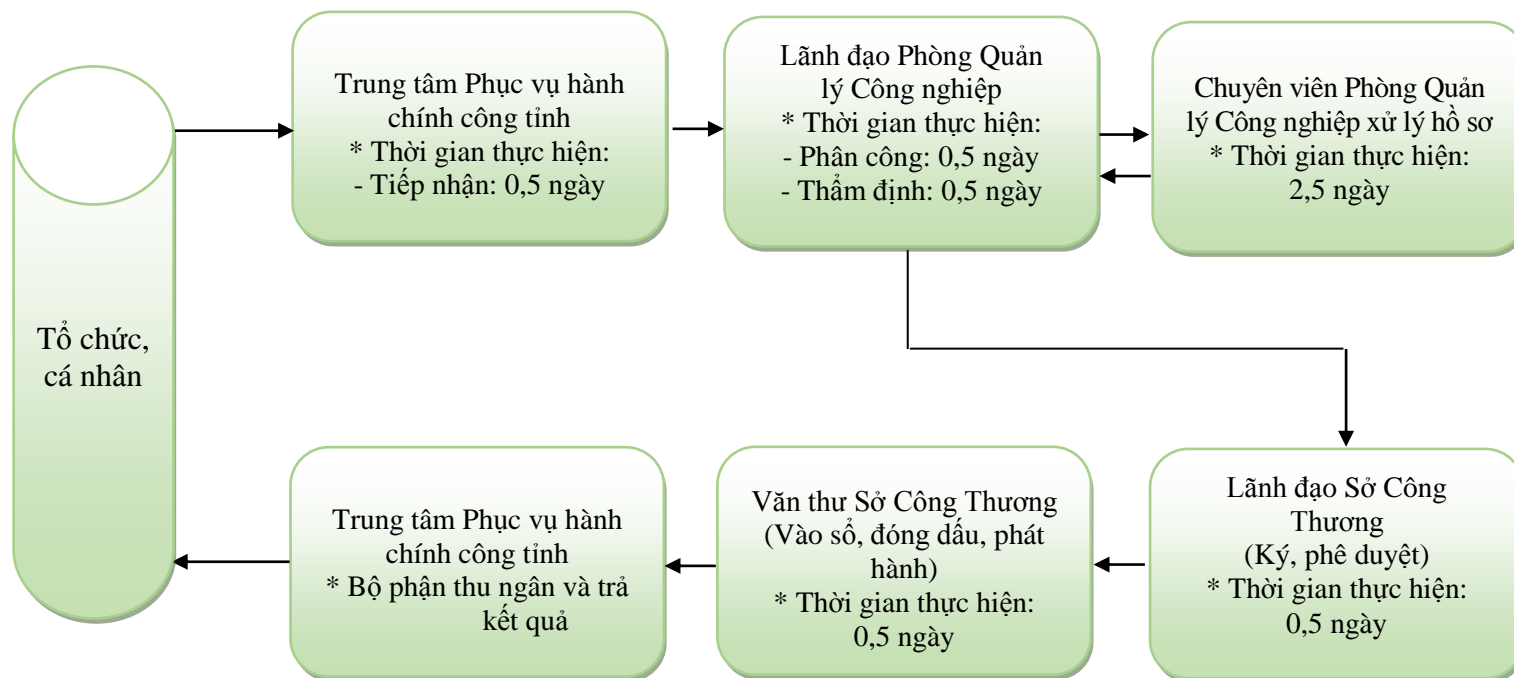 Tổ chức,
cá nhân
Trung tâm Phục vụ hành
chính công tỉnh
* Thời gian thực hiện:
- Tiếp nhận: 0,5 ngày
Lãnh đạo Phòng Quản
lý Công nghiệp
* Thời gian thực hiện:
- Phân công: 0,5 ngày
- Thẩm định: 0,5 ngày
Chuyên viên Phòng Quản
lý Công nghiệp xử lý hồ sơ
* Thời gian thực hiện:
2,5 ngày
Lãnh đạo Sở Công
Thương
(Ký, phê duyệt)
* Thời gian thực hiện:
0,5 ngày
Văn thư Sở Công Thương
(Vào sổ, đóng dấu, phát
hành)
* Thời gian thực hiện:
0,5 ngày
Trung tâm Phục vụ hành
chính công tỉnh
* Bộ phận thu ngân và trả
kết quả